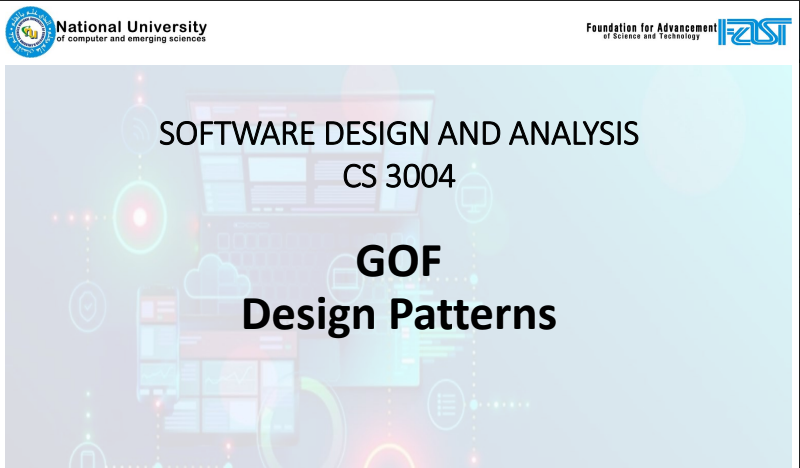 National University
of computer and emerging sciences
Foundation for Advancement
of Science and Technology
FAST
SOFTWARE DESIGN AND ANALYSIS
CS 3004
GOF
Design Patterns